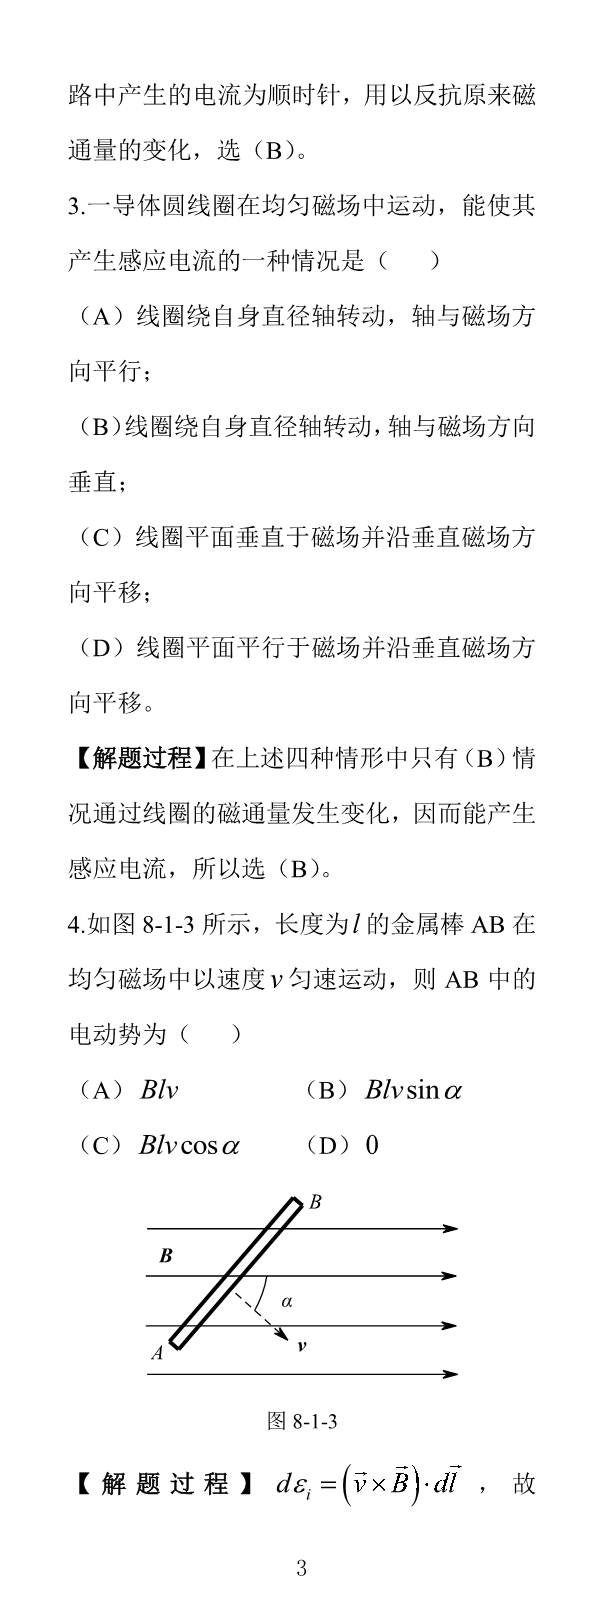 路中产生的电流为顺时针，用以反抗原来磁
通量的变化，选（B）。
3.一导体圆线圈在均匀磁场中运动，能使其
产生感应电流的一种情况是（　　）
（A）线圈绕自身直径轴转动，轴与磁场方
向平行；
（B）线圈绕自身直径轴转动，轴与磁场方向
垂直；
（C）线圈平面垂直于磁场并沿垂直磁场方
向平移；
（D）线圈平面平行于磁场并沿垂直磁场方
向平移。
【解题过程】在上述四种情形中只有（B）情
况通过线圈的磁通量发生变化，因而能产生
感应电流，所以选（B）。
4.如图 8-1-3 所示，长度为 l 的金属棒 AB 在
均匀磁场中以速度 v 匀速运动，则 AB 中的
电动势为（　　）
（A）Blv　（B）Blv sin α
（C）Blv cos α　（D）0
B
B
α
A
v
图 8-1-3
【解题过程】 dε_i = (v⃗ × B⃗)·dl⃗ ，故
3